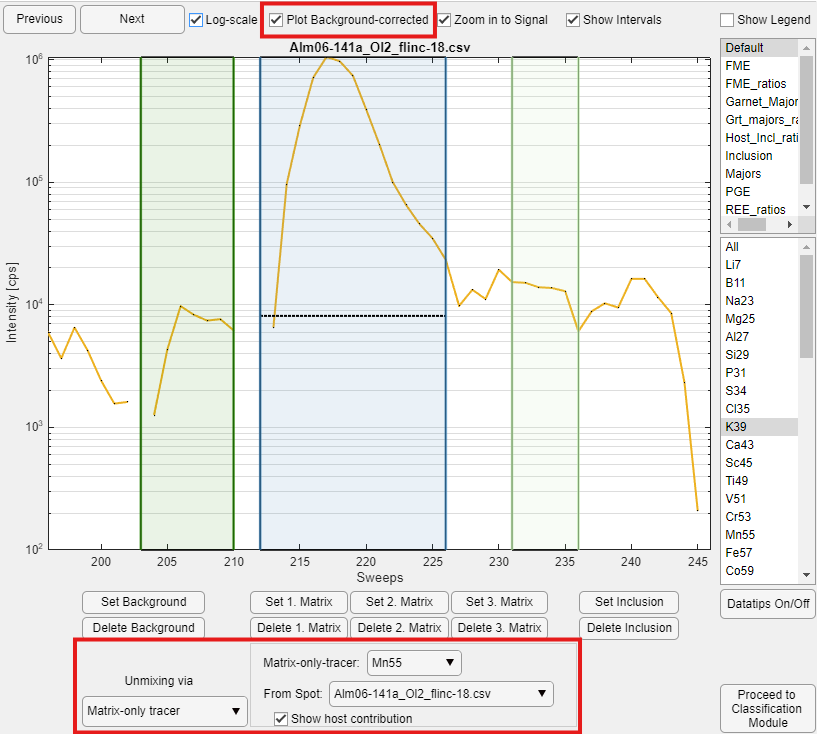 Previous
Next
Log-scale
Plot Background-corrected
Zoom in to Signal
Show Intervals
Show Legend
Alm06-141a_Ol2_flinc-18.csv
Intensity [cps]
10^6
10^5
10^4
10^3
10^2
200
205
210
215
220
225
230
235
240
245
Sweeps
Default
FME
FME_ratios
Garnet_Major
Grt_majors_ra
Host_Incl_rati
Inclusion
Majors
PGE
REE_ratios
All
Li7
B11
Na23
Mg25
Al27
Si29
P31
S34
Cl35
K39
Ca43
Sc45
Ti49
V51
Cr53
Mn55
Fe57
Co59
Set Background
Set 1. Matrix
Set 2. Matrix
Set 3. Matrix
Set Inclusion
Datatips On/Off
Delete Background
Delete 1. Matrix
Delete 2. Matrix
Delete 3. Matrix
Delete Inclusion
Unmixing via
Matrix-only tracer
Matrix-only-tracer: Mn55
From Spot: Alm06-141a_Ol2_flinc-18.csv
Show host contribution
Proceed to
Classification
Module